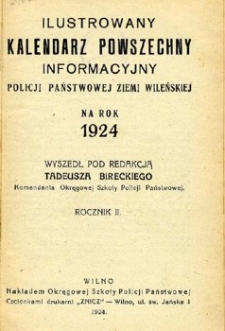 ILUSTROWANY
KALENDARZ POWSZECHNY
INFORMACYJNY
POLICJI PAŃSTWOWEJ ZIEMI WILEŃSKIEJ
NA ROK
1924
WYSZEDŁ POD REDAKCJĄ
TADEUSZA BIRECKIEGO
Komendanta Okręgowej Szkoły Policji Państwowej.
ROCZNIK II.
WILNO
Nakładem Okręgowej Szkoły Policji Państwowej
Czcionkami drukarni „ZNICZ" — Wilno, ul. św. Jańska 1
1924.